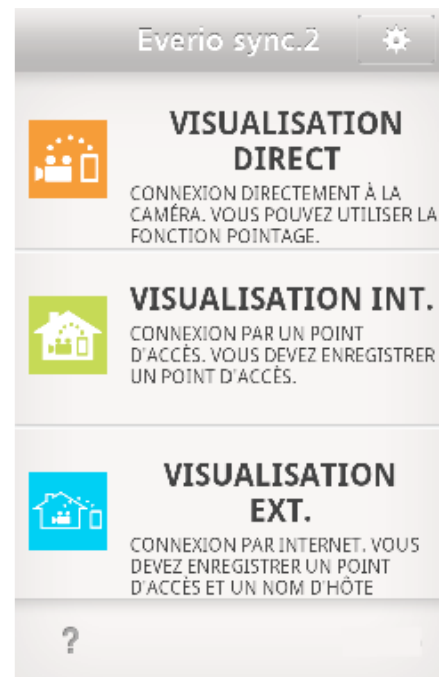 Everio sync.2
VISUALISATION
DIRECT
CONNEXION DIRECTEMENT À LA
CAMÉRA. VOUS POUVEZ UTILISER LA
FONCTION POINTAGE.
VISUALISATION INT.
CONNEXION PAR UN POINT
D'ACCÈS. VOUS DEVEZ ENREGISTRER
UN POINT D'ACCÈS.
VISUALISATION
EXT.
CONNEXION PAR INTERNET. VOUS
DEVEZ ENREGISTRER UN POINT
D'ACCÈS ET UN NOM D'HÔTE
?